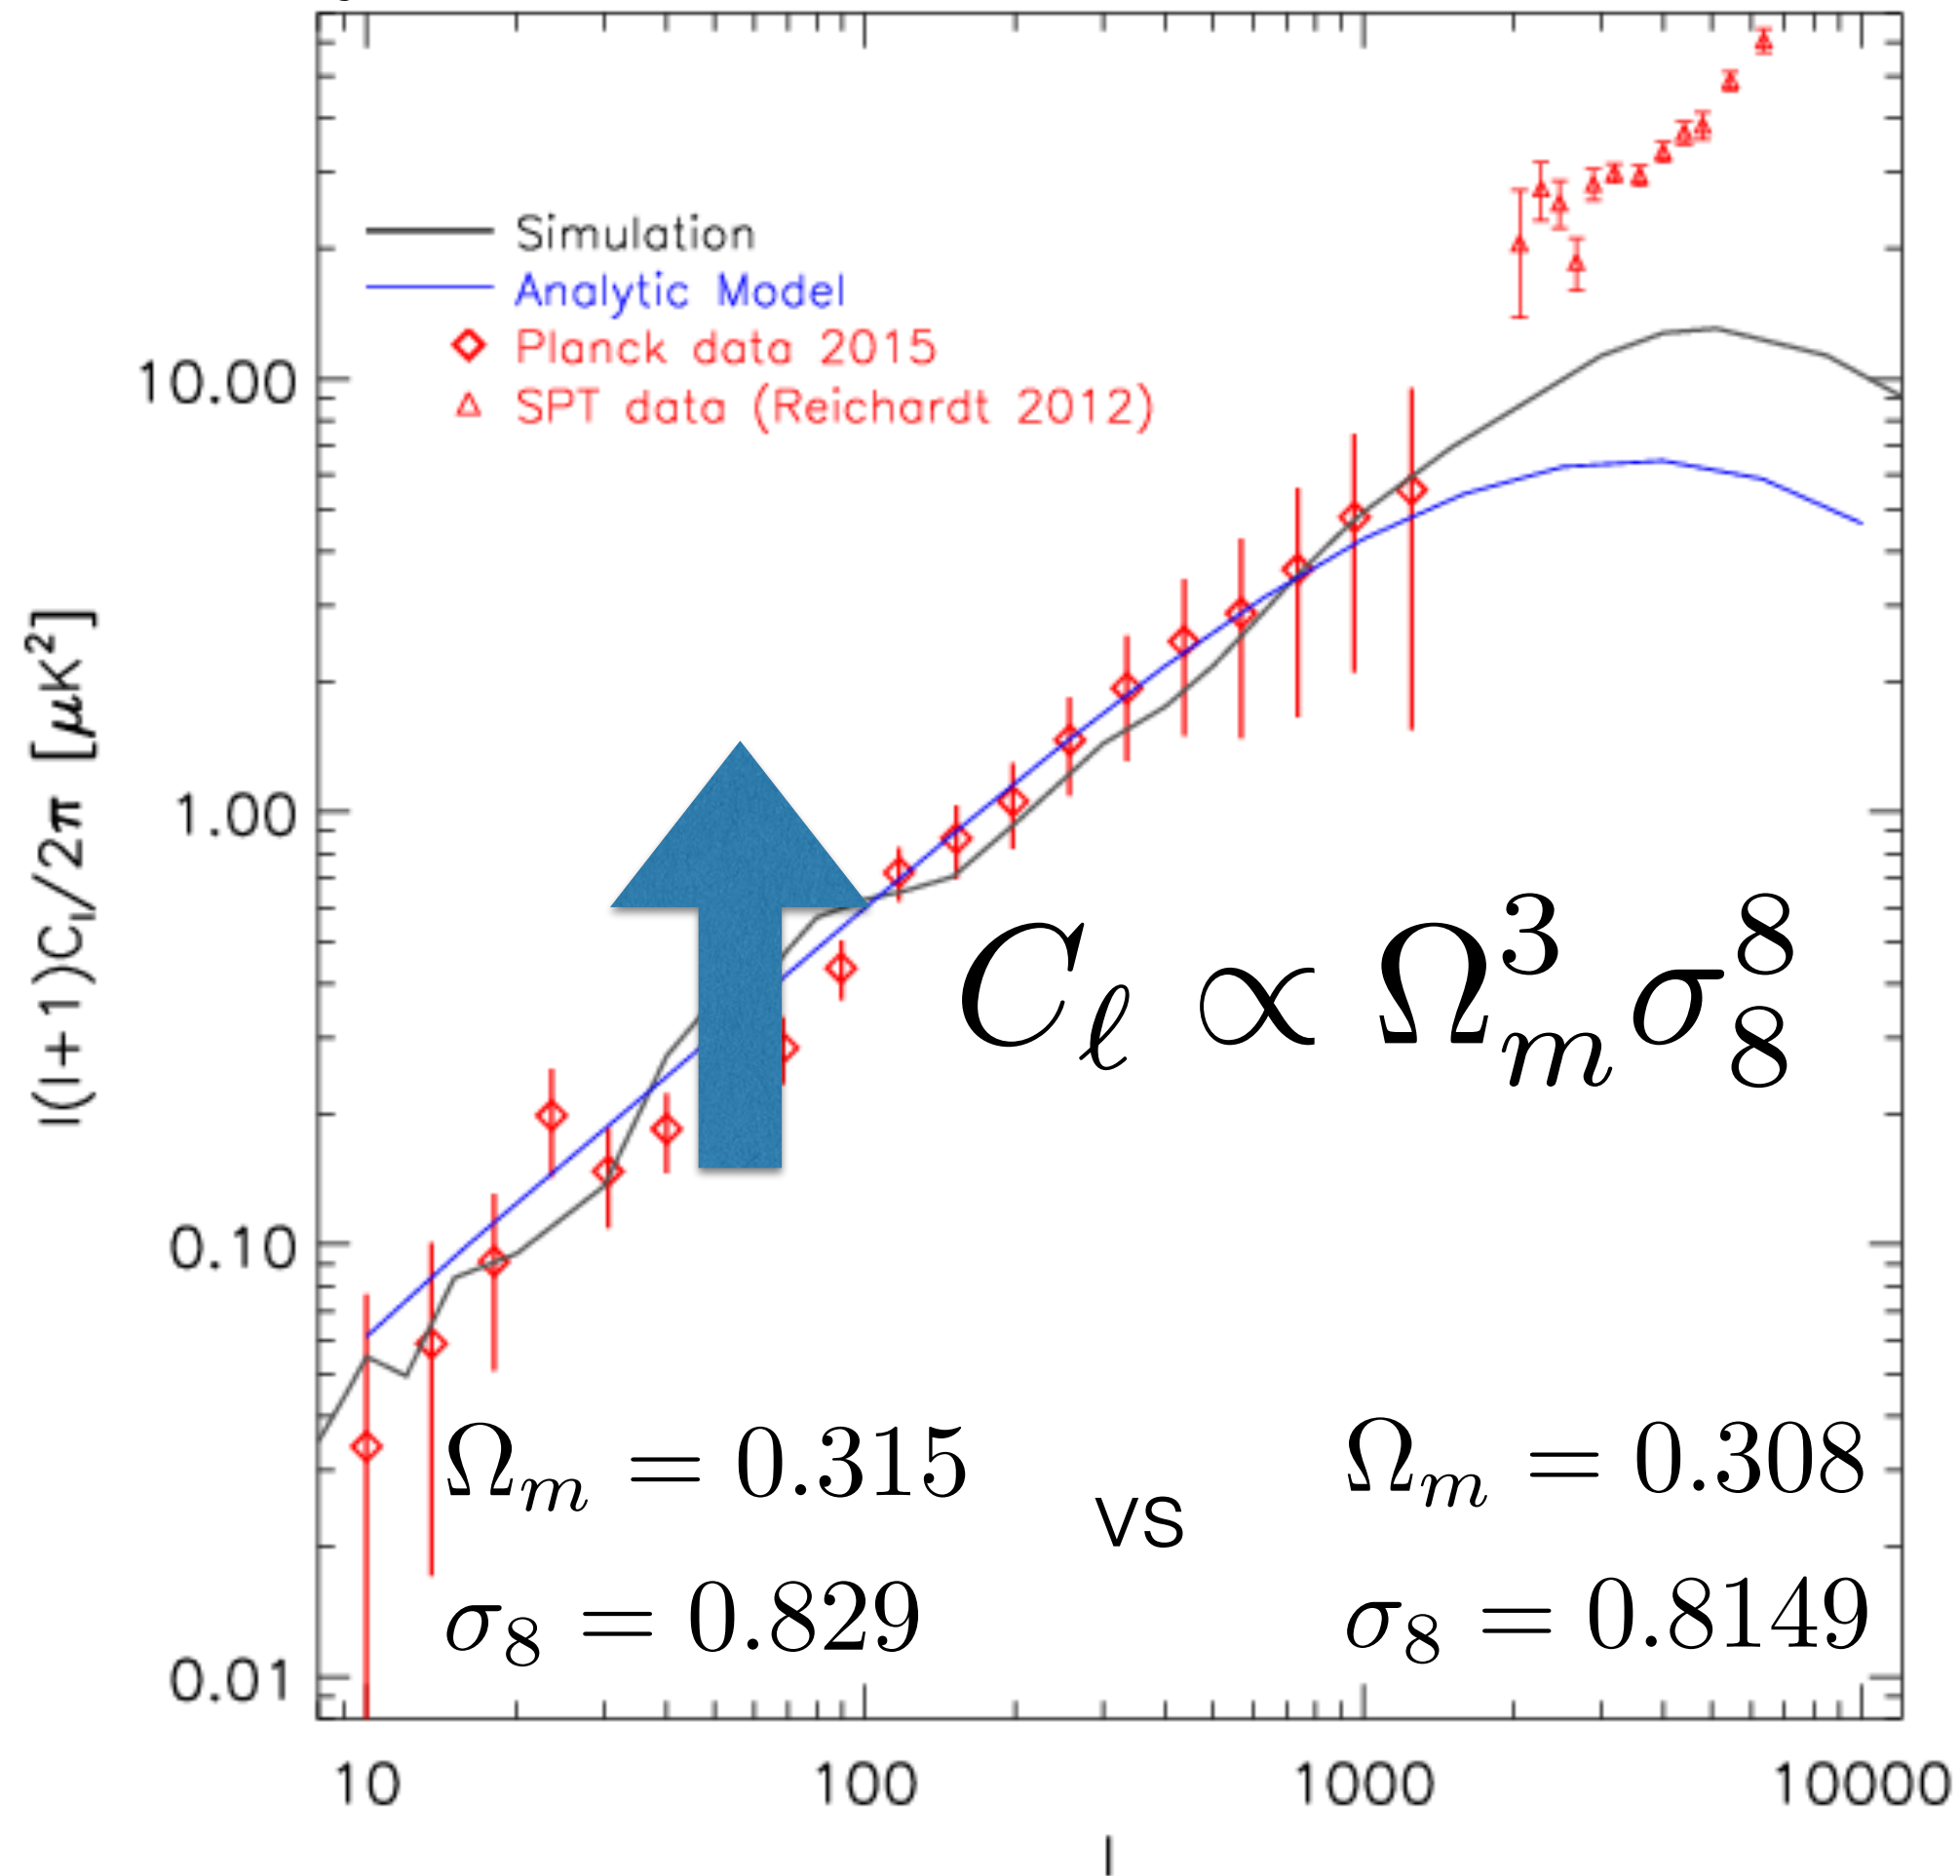 Simulation
Analytic Model
Planck data 2015
SPT data (Reichardt 2012)
10.00
1.00
0.10
0.01
l(l+1)C_l/2π [μK²]
C_ℓ ∝ Ω_m^3 σ_8^8
Ω_m = 0.315
σ_8 = 0.829
vs
Ω_m = 0.308
σ_8 = 0.8149
10 100 1000 10000
l